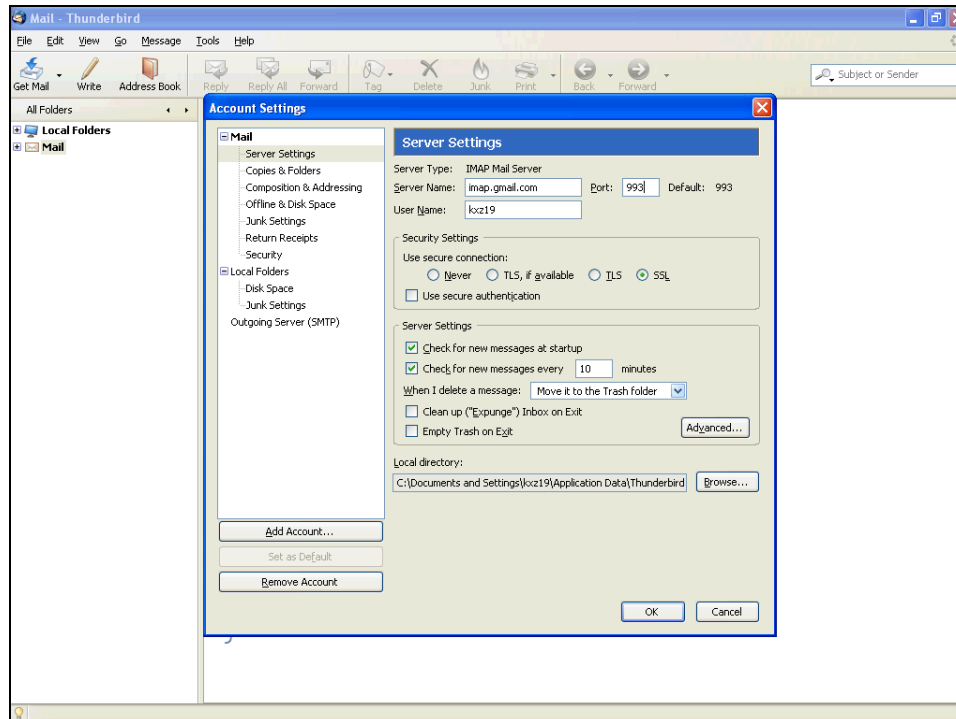 Mail - Thunderbird
File Edit View Go Message Tools Help
Get Mail Write Address Book Reply Reply All Forward Tag Delete Junk Print Back Forward Subject or Sender
All Folders
Local Folders
Mail
Account Settings
Mail
Server Settings
Copies & Folders
Composition & Addressing
Offline & Disk Space
Junk Settings
Return Receipts
Security
Local Folders
Disk Space
Junk Settings
Outgoing Server (SMTP)
Add Account...
Set as Default
Remove Account
Server Settings
Server Type: IMAP Mail Server
Server Name: imap.gmail.com Port: 993 Default: 993
User Name: kxz19
Security Settings
Use secure connection:
Never TLS, if available TLS SSL
Use secure authentication
Server Settings
Check for new messages at startup
Check for new messages every 10 minutes
When I delete a message: Move it to the Trash folder
Clean up ("Expunge") Inbox on Exit
Empty Trash on Exit
Advanced...
Local directory:
C:\Documents and Settings\kxz19\Application Data\Thunderbird Browse...
OK Cancel